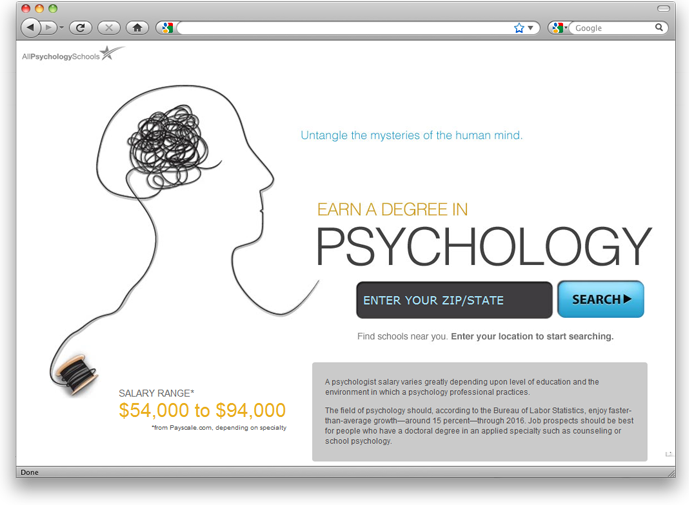 Google
AllPsychologySchools
Untangle the mysteries of the human mind.
EARN A DEGREE IN
PSYCHOLOGY
ENTER YOUR ZIP/STATE
SEARCH
Find schools near you. Enter your location to start searching.
SALARY RANGE*
$54,000 to $94,000
*from Payscale.com, depending on specialty
A psychologist salary varies greatly depending upon level of education and the
environment in which a psychology professional practices.
The field of psychology should, according to the Bureau of Labor Statistics, enjoy faster-
than-average growth—around 15 percent—through 2016. Job prospects should be best
for people who have a doctoral degree in an applied specialty such as counseling or
school psychology.
Done